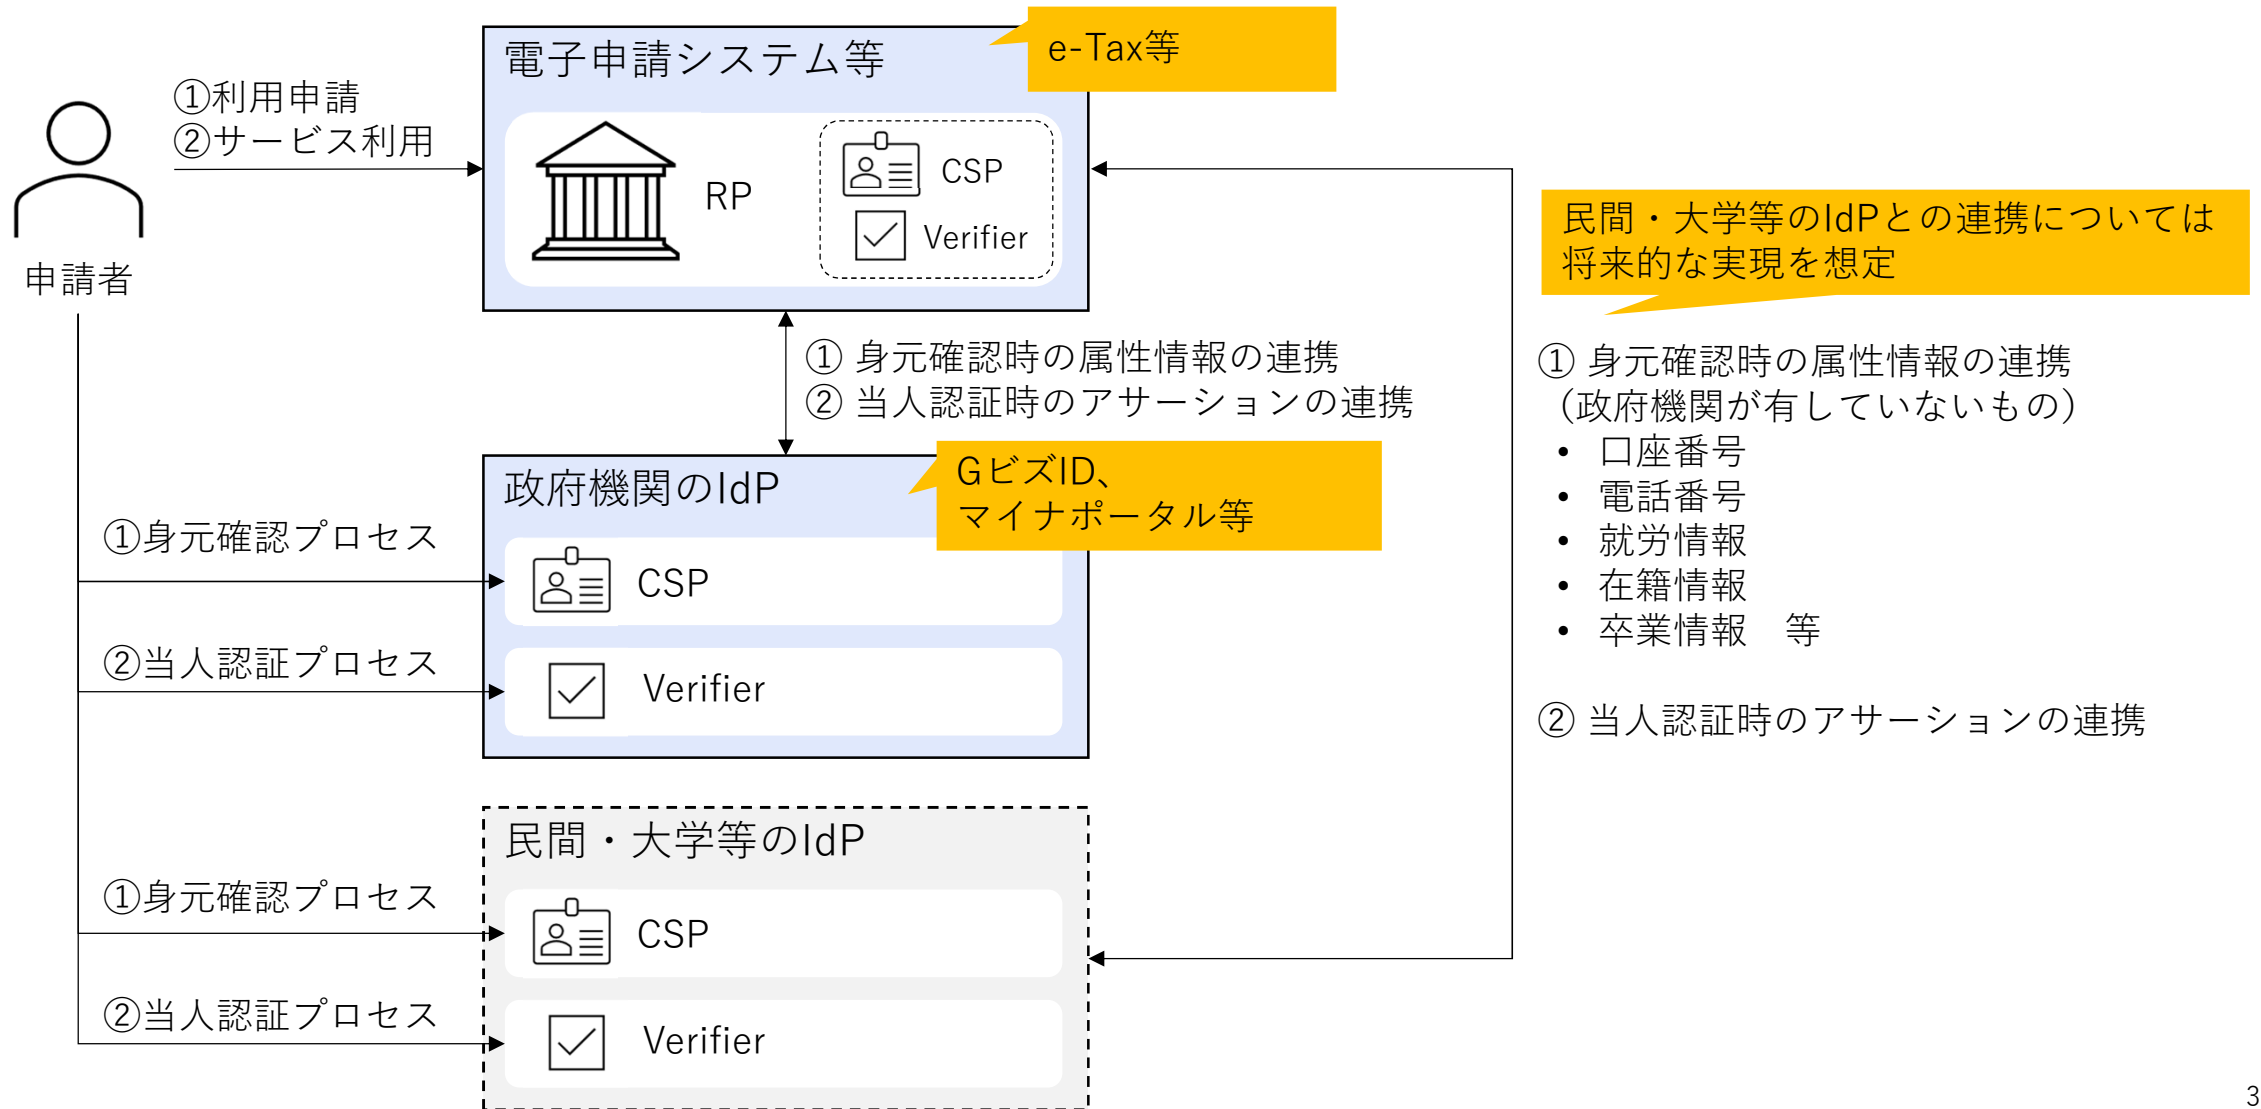 電子申請システム等
e-Tax等
①利用申請
②サービス利用
申請者
RP
CSP
Verifier
① 身元確認時の属性情報の連携
② 当人認証時のアサーションの連携
民間・大学等のIdPとの連携については
将来的な実現を想定
① 身元確認時の属性情報の連携
（政府機関が有していないもの）
• 口座番号
• 電話番号
• 就労情報
• 在籍情報
• 卒業情報　等
② 当人認証時のアサーションの連携
政府機関のIdP
GビズID、
マイナポータル等
①身元確認プロセス
CSP
②当人認証プロセス
Verifier
民間・大学等のIdP
①身元確認プロセス
CSP
②当人認証プロセス
Verifier
3